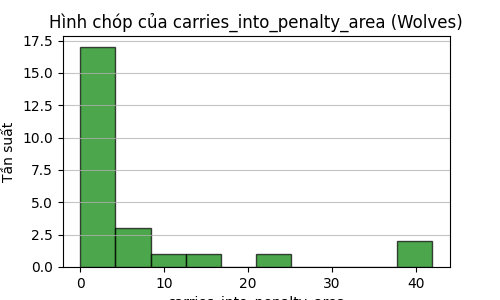 Hình chóp của carries_into_penalty_area (Wolves)
17.5
15.0
12.5
10.0
7.5
5.0
2.5
0.0
Tần suất
0 10 20 30 40
carries_into_penalty_area